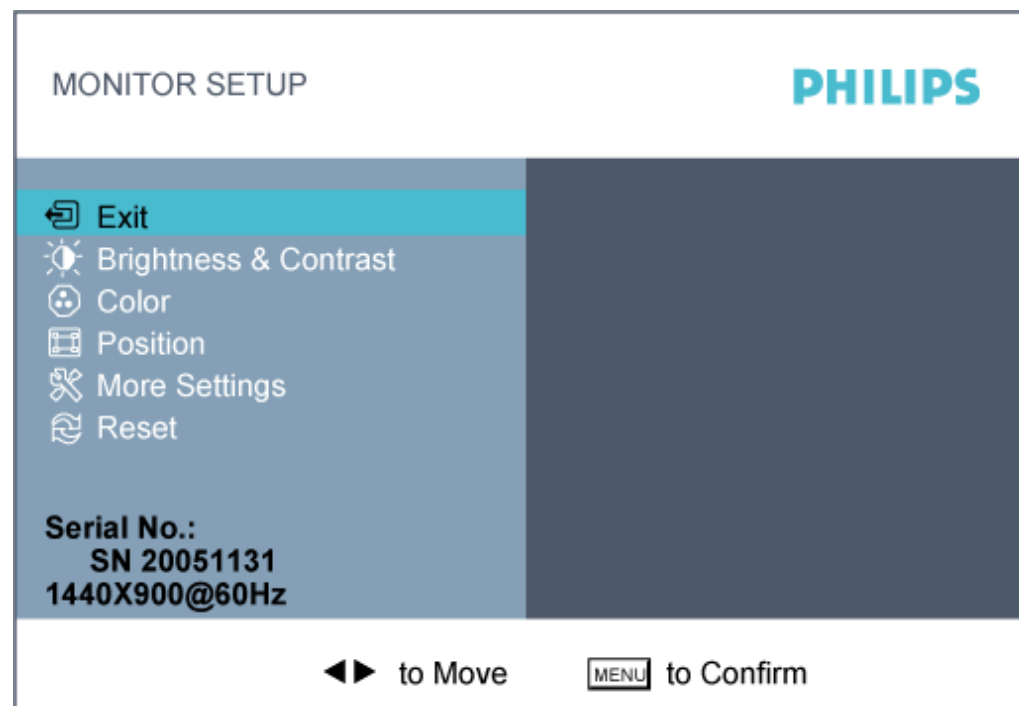 MONITOR SETUP
PHILIPS
Exit
Brightness & Contrast
Color
Position
More Settings
Reset
Serial No.:
SN 20051131
1440X900@60Hz
◀▶ to Move MENU to Confirm